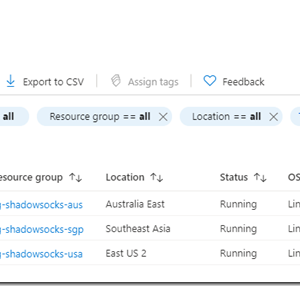 Export to CSV Assign tags Feedback
all Resource group == all Location == all
esource group Location Status OS
-shadowsocks-aus Australia East Running Lin
-shadowsocks-sgp Southeast Asia Running Lin
-shadowsocks-usa East US 2 Running Lin